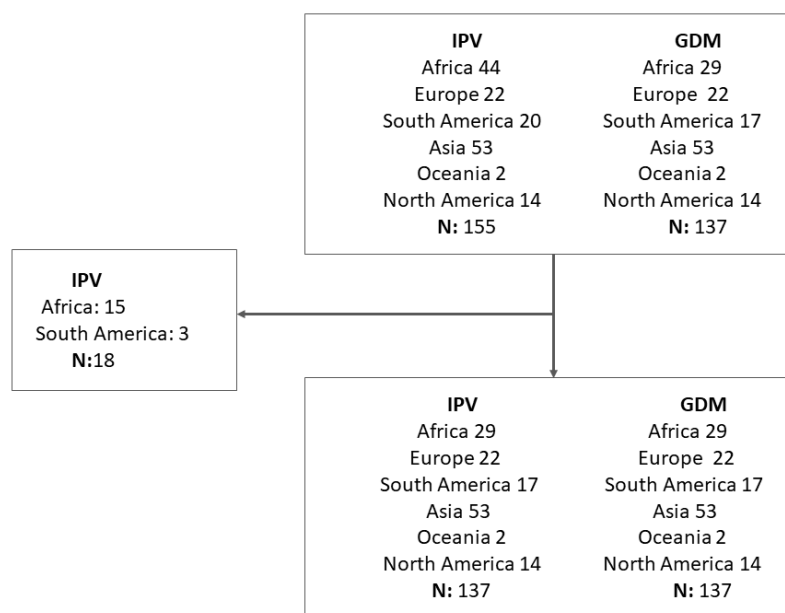 IPV
Africa 44
Europe 22
South America 20
Asia 53
Oceania 2
North America 14
N: 155
GDM
Africa 29
Europe 22
South America 17
Asia 53
Oceania 2
North America 14
N: 137
IPV
Africa: 15
South America: 3
N:18
IPV
Africa 29
Europe 22
South America 17
Asia 53
Oceania 2
North America 14
N: 137
GDM
Africa 29
Europe 22
South America 17
Asia 53
Oceania 2
North America 14
N: 137